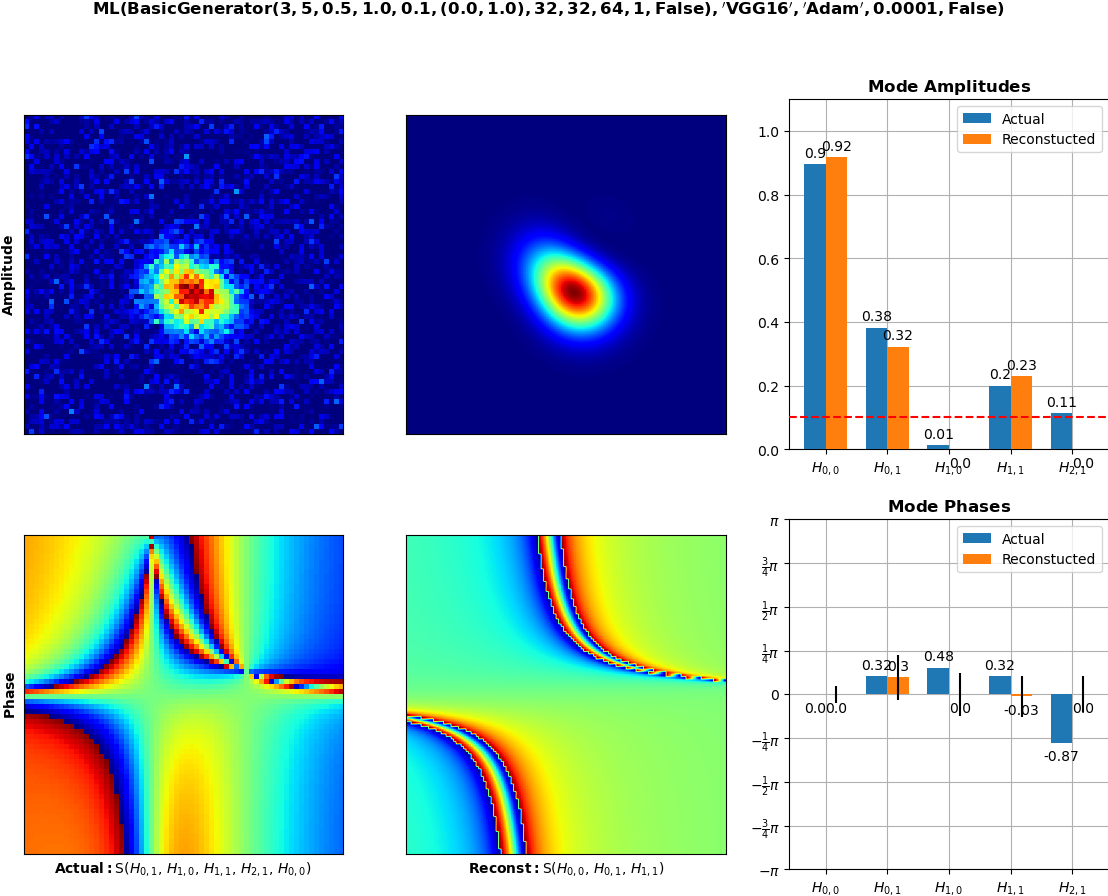 ML(BasicGenerator(3, 5, 0.5, 1.0, 0.1, (0.0, 1.0), 32, 32, 64, 1, False), ′VGG16′, ′Adam′, 0.0001, False)
Amplitude
Mode Amplitudes
Actual
Reconstucted
1.0
0.8
0.6
0.4
0.2
0.0
0.9
0.92
0.38
0.32
0.01
0.0
0.2
0.23
0.11
0.0
H0,0 H0,1 H1,0 H1,1 H2,1
Phase
Actual: S(H0,1, H1,0, H1,1, H2,1, H0,0)
Reconst: S(H0,0, H0,1, H1,1)
Mode Phases
Actual
Reconstucted
π
3/4π
1/2π
1/4π
0
−1/4π
−1/2π
−3/4π
−π
0.0
0.0
0.32
0.3
0.48
0.0
0.32
-0.03
-0.87
0.0
H0,0 H0,1 H1,0 H1,1 H2,1